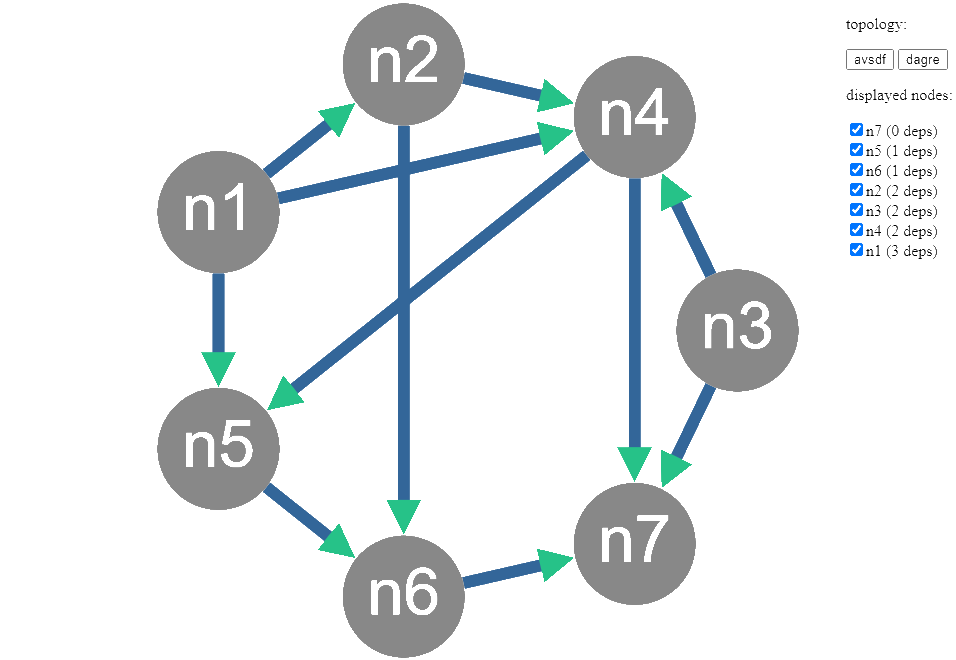 n2
n4
n1
n3
n5
n7
n6
topology:
avsdf dagre
displayed nodes:
n7 (0 deps)
n5 (1 deps)
n6 (1 deps)
n2 (2 deps)
n3 (2 deps)
n4 (2 deps)
n1 (3 deps)